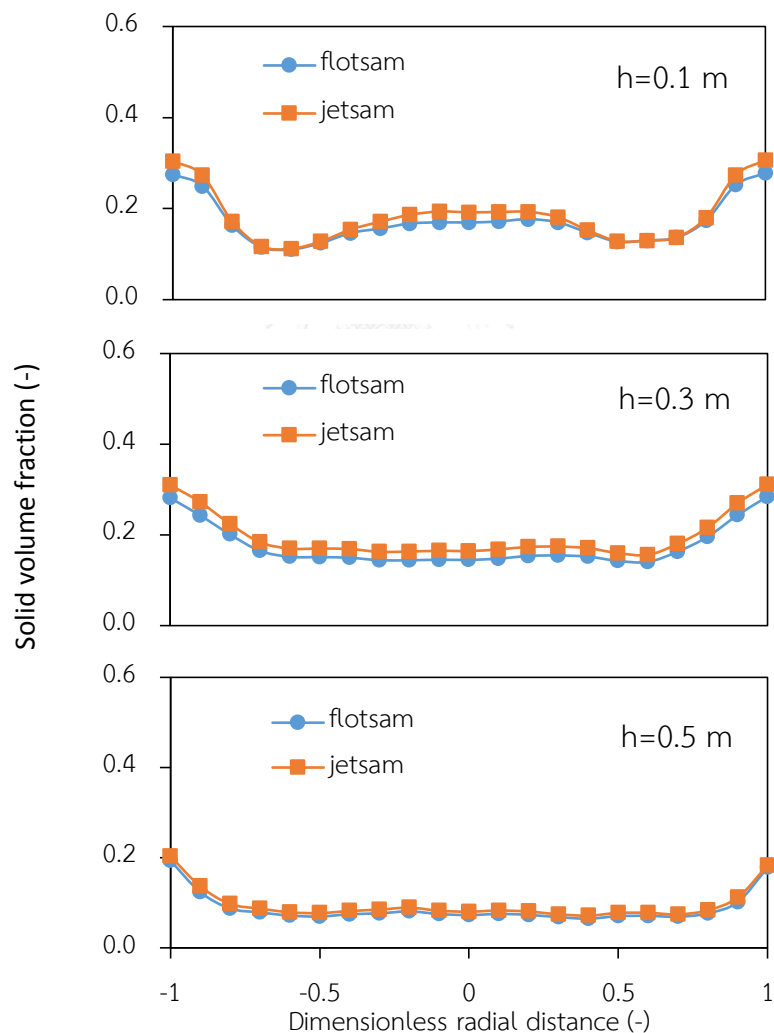 0.6
flotsam
h=0.1 m
0.4
jetsam
0.2
0.0
0.6
flotsam
h=0.3 m
0.4
jetsam
0.2
0.0
Solid volume fraction (-)
0.6
flotsam
h=0.5 m
jetsam
0.4
0.2
0.0
-1 -0.5 0 0.5 1
Dimensionless radial distance (-)